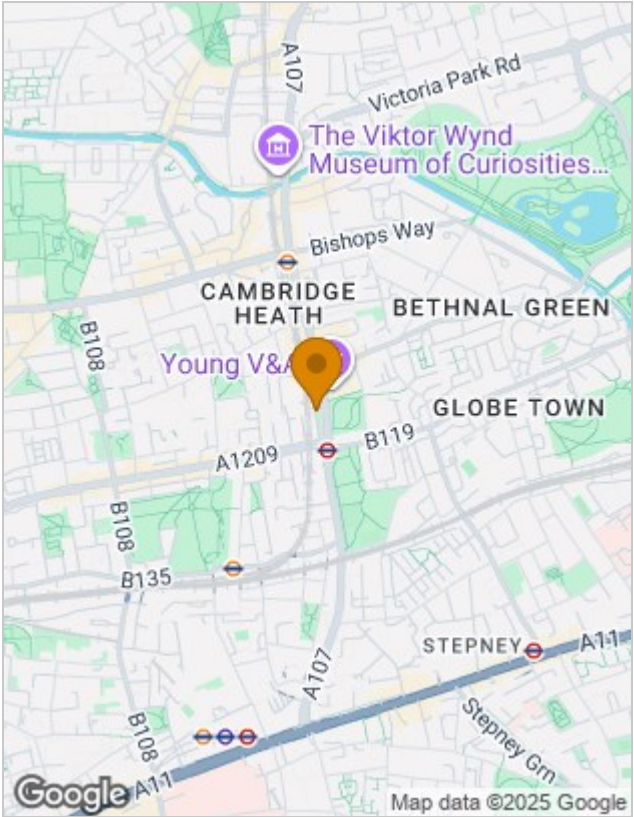 A107
Victoria Park Rd
The Viktor Wynd
Museum of Curiosities...
Bishops Way
CAMBRIDGE
HEATH
BETHNAL GREEN
B108
Young V&A
GLOBE TOWN
B119
A1209
B108
B135
STEPNEY
A11
A107
Stepney Grn
B108
A11
Google
Map data ©2025 Google